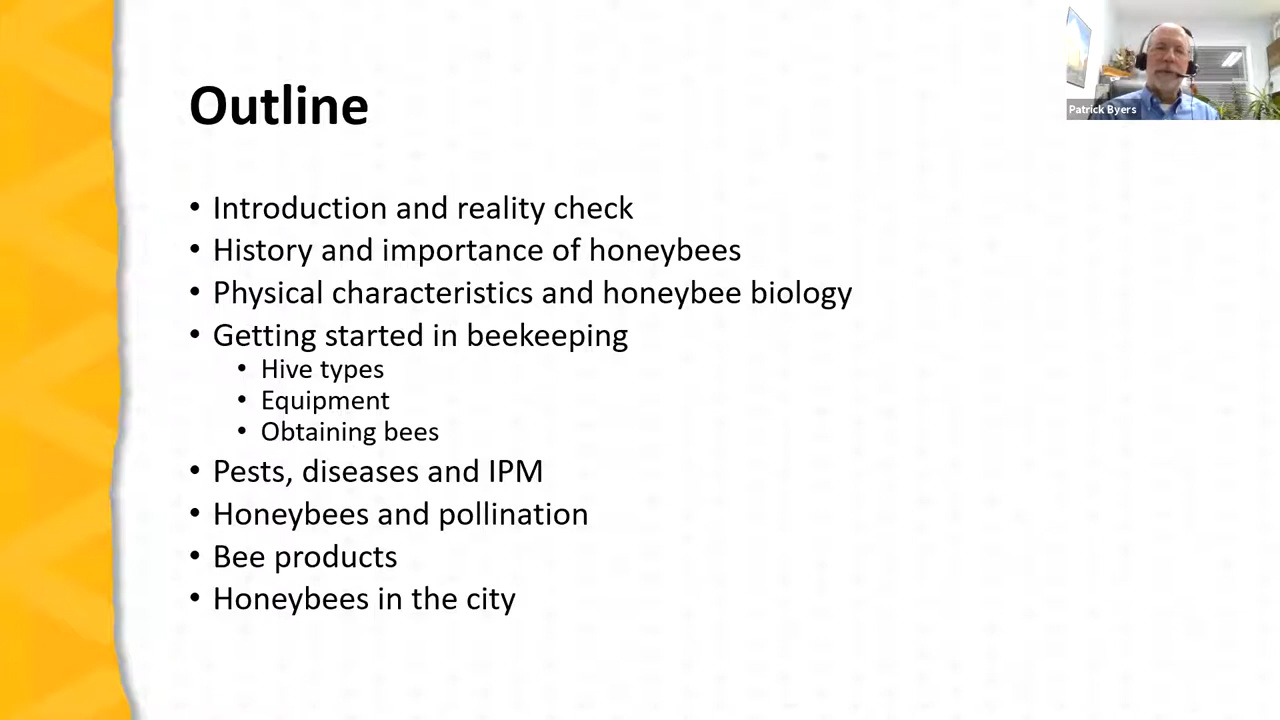 Patrick Byers
Outline
• Introduction and reality check
• History and importance of honeybees
• Physical characteristics and honeybee biology
• Getting started in beekeeping
• Hive types
• Equipment
• Obtaining bees
• Pests, diseases and IPM
• Honeybees and pollination
• Bee products
• Honeybees in the city